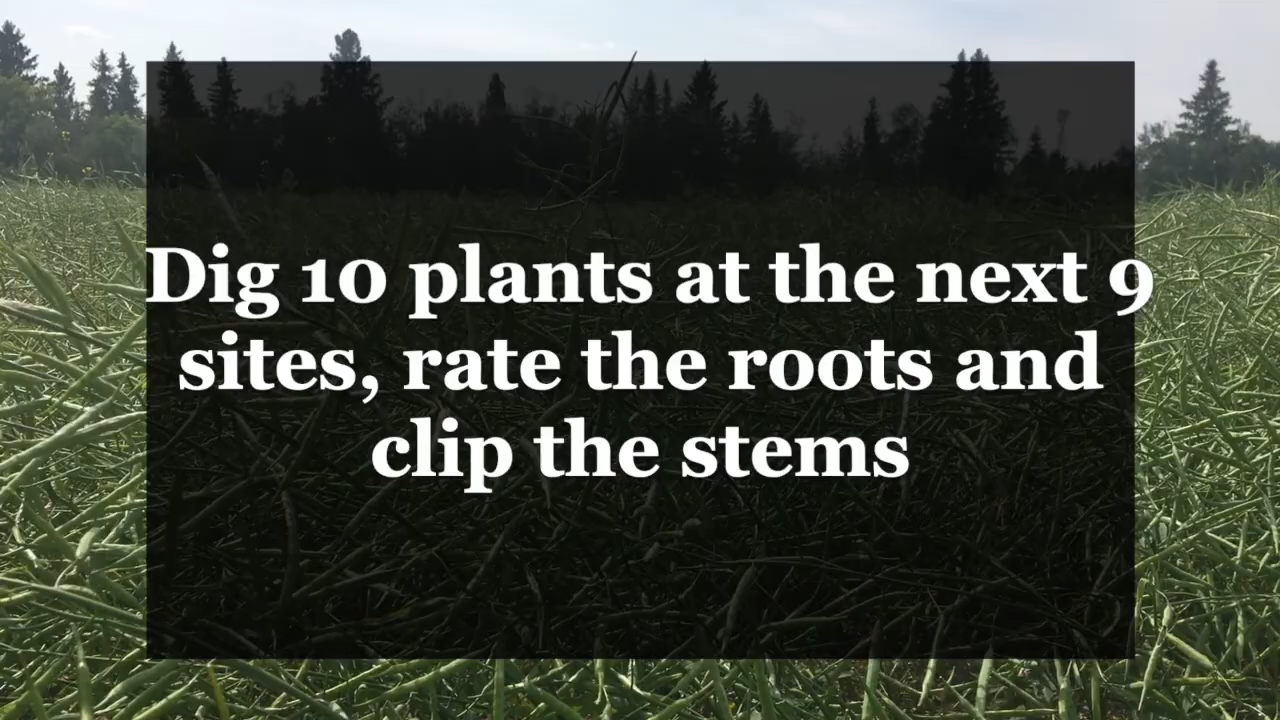 Dig 10 plants at the next 9
sites, rate the roots and
clip the stems